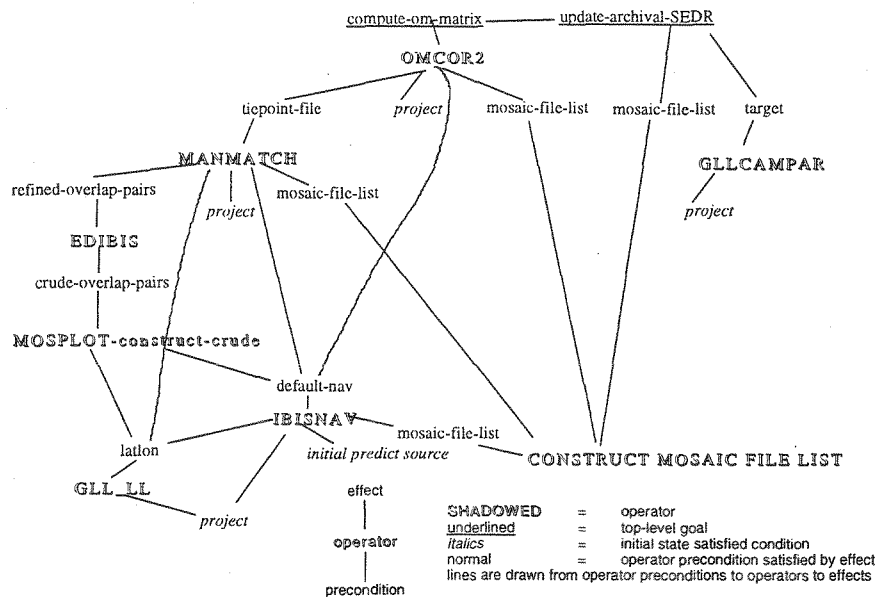 compute-om-matrix
update-archival-SEDR
OMCOR2
tiepoint-file
project
mosaic-file-list
mosaic-file-list
target
MANMATCH
GLLCAMPAR
refined-overlap-pairs
mosaic-file-list
project
project
EDIBIS
crude-overlap-pairs
MOSPLOT-construct-crude
default-nav
IBISNAV
mosaic-file-list
latlon
initial predict source
CONSTRUCT MOSAIC FILE LIST
GLL_LL
project
effect
operator
precondition
SHADOWED = operator
underlined = top-level goal
italics = initial state satisfied condition
normal = operator precondition satisfied by effect
lines are drawn from operator preconditions to operators to effects